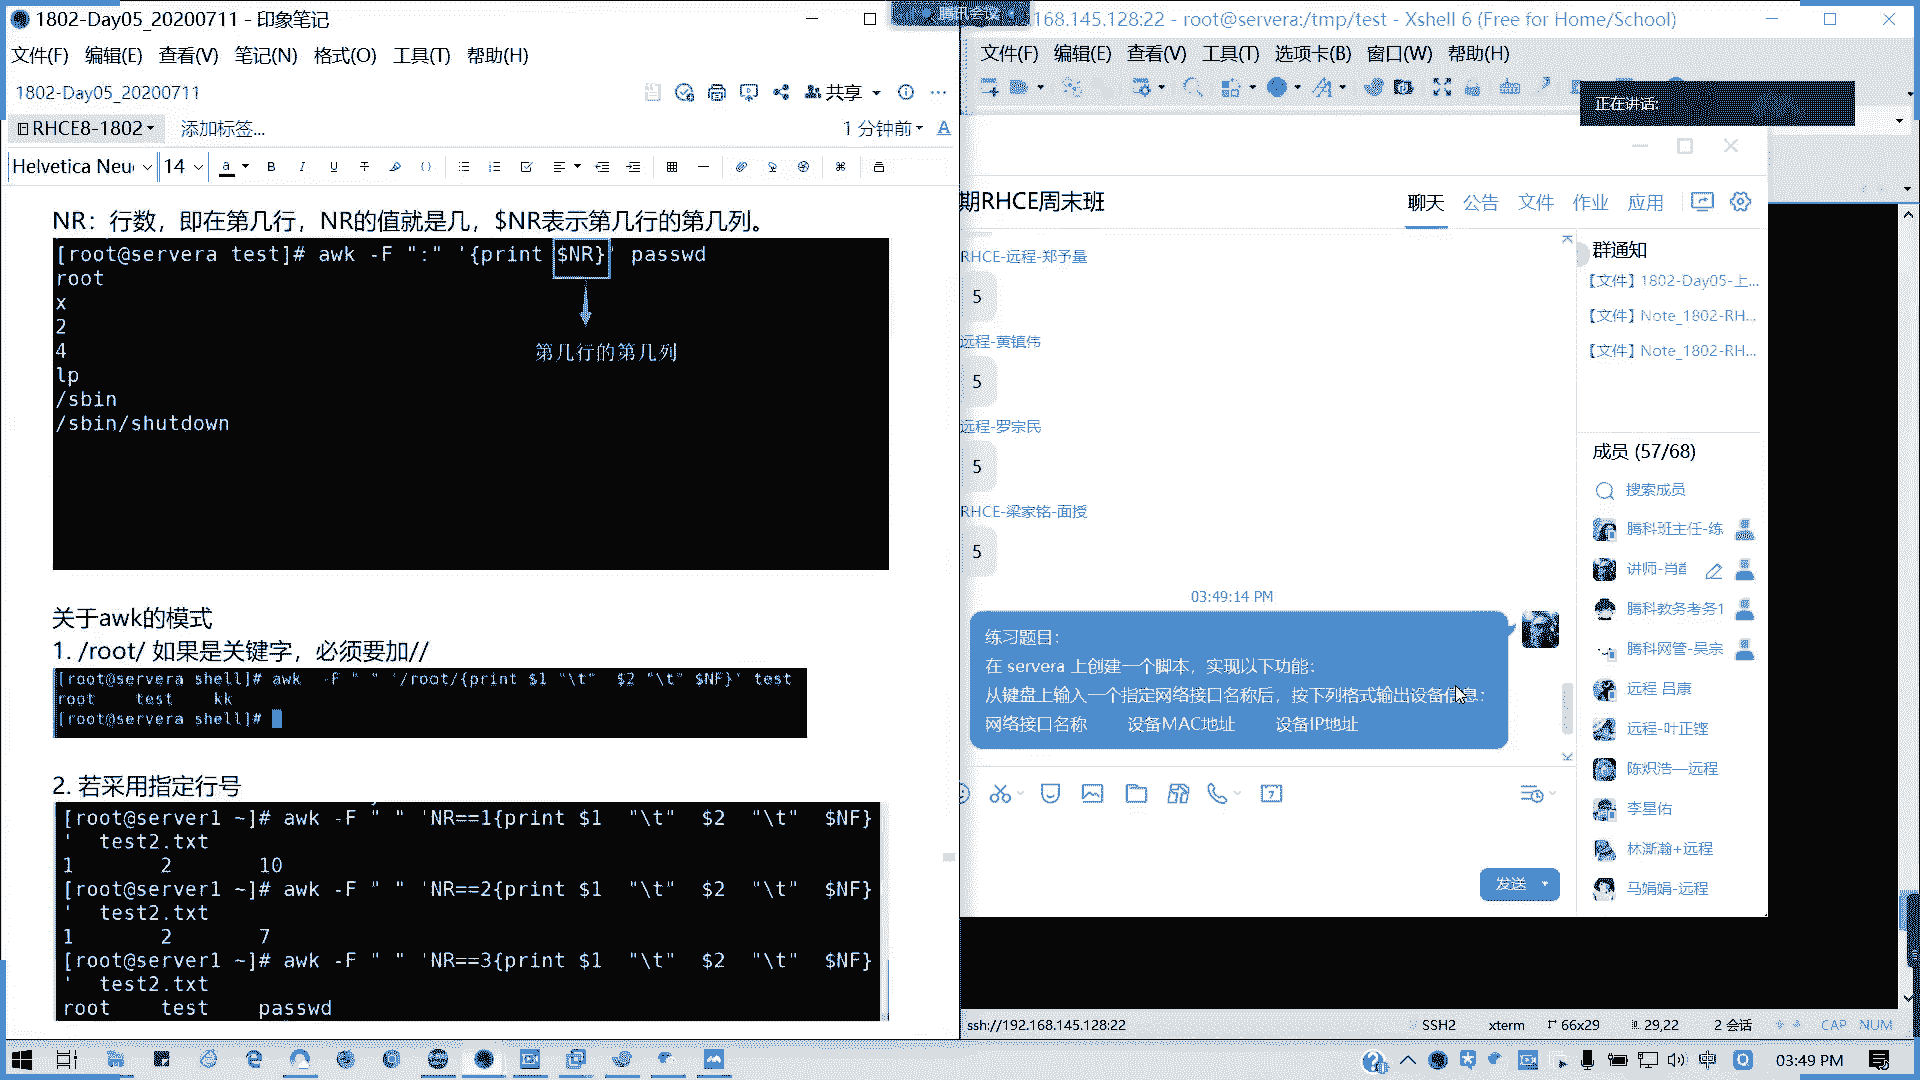 1802-Day05_20200711 - 印象笔记
文件(F) 编辑(E) 查看(V) 笔记(N) 格式(O) 工具(T) 帮助(H)
1802-Day05_20200711
共享
RHCE8-1802
添加标签...
1 分钟前
Helvetica Neu
14
NR：行数，即在第几行，NR的值就是几，$NR表示第几行的第几列。
[root@servera test]# awk -F ":" '{print $NR}' passwd
root
x
2
4
lp
/sbin
/sbin/shutdown
第几行的第几列
关于awk的模式
1. /root/ 如果是关键字，必须要加//
[root@servera shell]# awk -F " " '/root/{print $1 "\t" $2 "\t" $NF}' test
root test kk
[root@servera shell]#
2. 若采用指定行号
[root@server1 ~]# awk -F " " 'NR==1{print $1 "\t" $2 "\t" $NF}
' test2.txt
1 2 10
[root@server1 ~]# awk -F " " 'NR==2{print $1 "\t" $2 "\t" $NF}
' test2.txt
1 2 7
[root@server1 ~]# awk -F " " 'NR==3{print $1 "\t" $2 "\t" $NF}
' test2.txt
root test passwd
腾讯会议
168.145.128:22 - root@servera:/tmp/test - Xshell 6 (Free for Home/School)
文件(F) 编辑(E) 查看(V) 工具(T) 选项卡(B) 窗口(W) 帮助(H)
正在讲话:
期RHCE周末班
聊天 公告 文件 作业 应用
RHCE-远程-郑予量
5
远程-黄镇伟
5
远程-罗宗民
5
RHCE-梁家铭-面授
5
03:49:14 PM
练习题目：
在 servera 上创建一个脚本，实现以下功能：
从键盘上输入一个指定网络接口名称后，按下列格式输出设备信息：
网络接口名称 设备MAC地址 设备IP地址
发送
群通知
【文件】1802-Day05-上...
【文件】Note_1802-RH...
【文件】Note_1802-RH...
成员 (57/68)
搜索成员
腾科班主任-练
讲师-肖
腾科教务考务1
腾科网管-吴宗
远程 吕康
远程-叶正铿
陈炽浩—远程
李星佑
林渐瀚+远程
马娟娟-远程
ssh://192.168.145.128:22
SSH2
xterm
66x29
29,22
2 会话
CAP NUM
中
03:49 PM